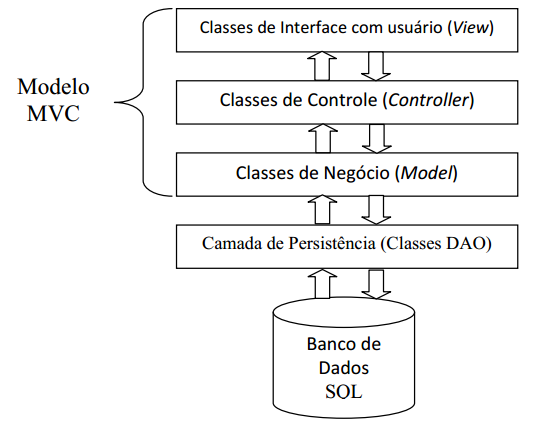 Classes de Interface com usuário (View)
Modelo
MVC
Classes de Controle (Controller)
Classes de Negócio (Model)
Camada de Persistência (Classes DAO)
Banco de
Dados
SQL